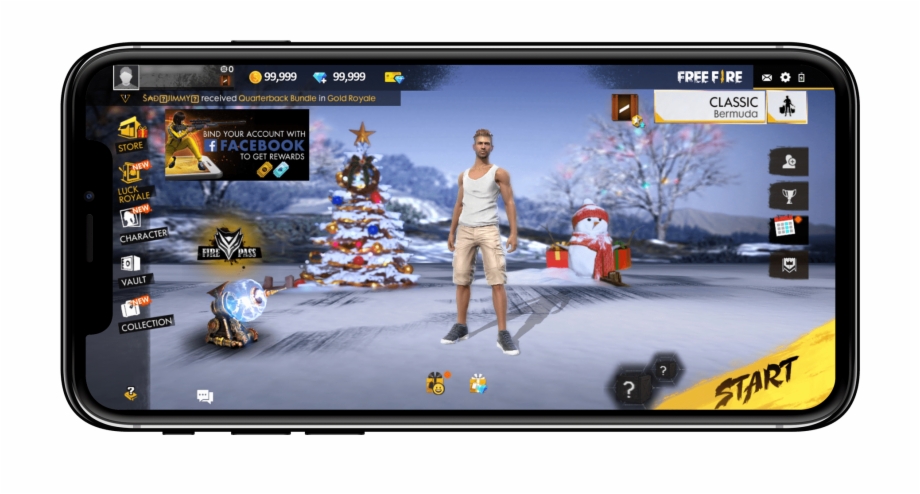 0
99,999
99,999
FREE FIRE
SAD?JIMMY? received Quarterback Bundle in Gold Royale
CLASSIC
Bermuda
BIND YOUR ACCOUNT WITH
f FACEBOOK
TO GET REWARDS
STORE
NEW
LUCK
ROYALE
NEW
CHARACTER
FIRE PASS
VAULT
NEW
COLLECTION
?
?
?
START